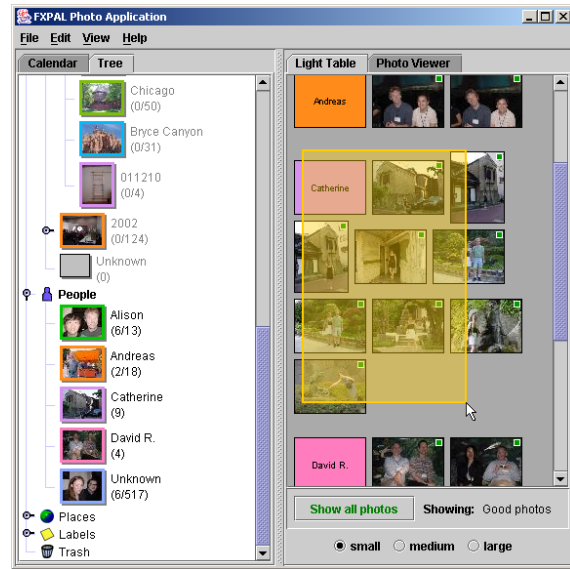 FXPAL Photo Application
File Edit View Help
Calendar Tree
Chicago
(0/50)
Bryce Canyon
(0/31)
011210
(0/4)
2002
(0/124)
Unknown
(0)
People
Alison
(6/13)
Andreas
(2/18)
Catherine
(9)
David R.
(4)
Unknown
(6/517)
Places
Labels
Trash
Light Table Photo Viewer
Andreas
Catherine
David R.
Show all photos Showing: Good photos
small medium large